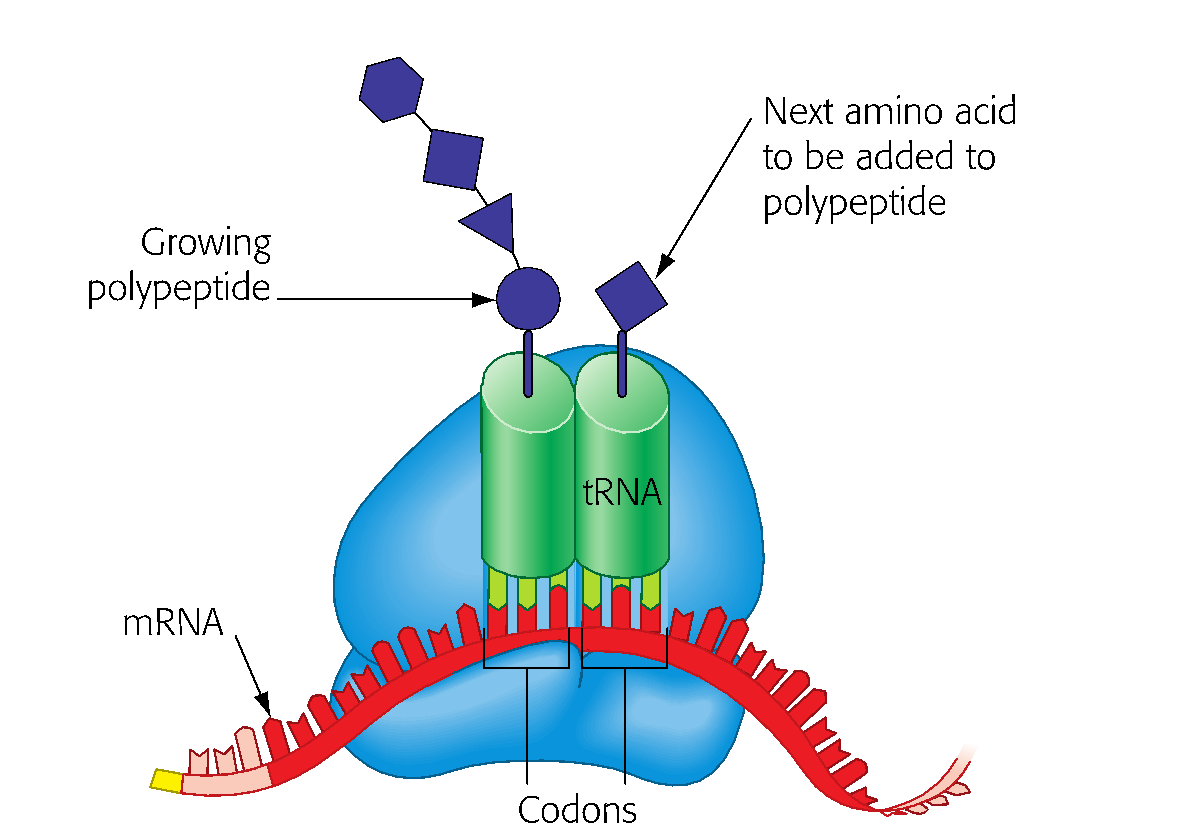 Next amino acid
to be added to
polypeptide
Growing
polypeptide
tRNA
mRNA
Codons